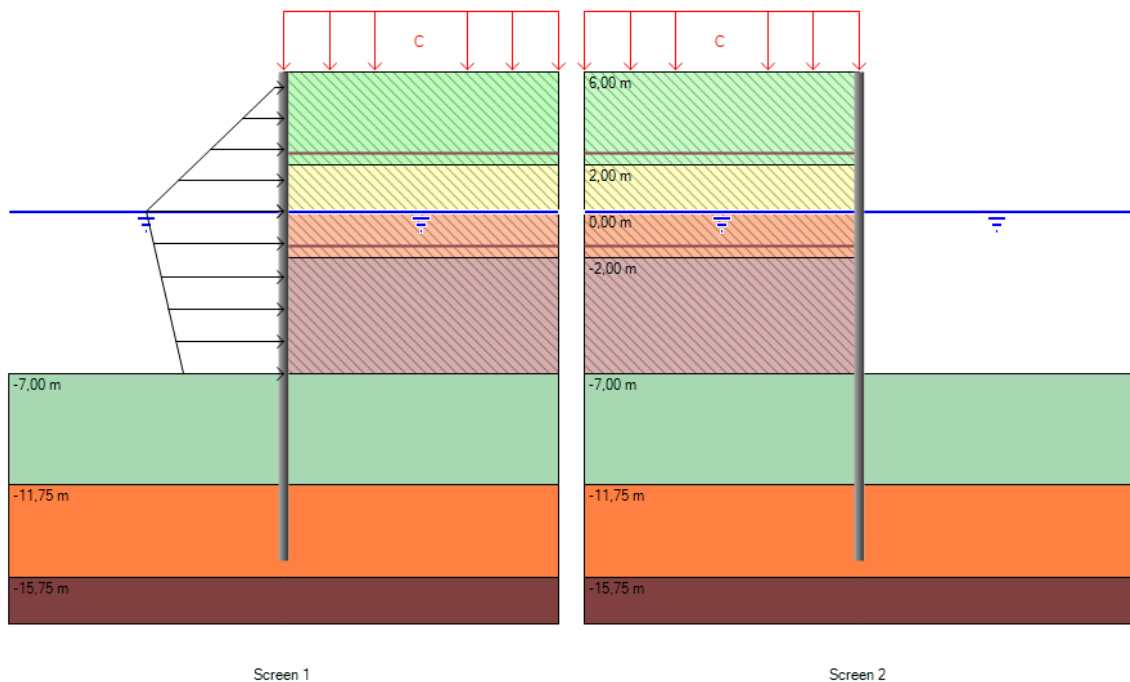 C
C
6,00 m
2,00 m
0,00 m
-2,00 m
-7,00 m
-7,00 m
-11,75 m
-11,75 m
-15,75 m
-15,75 m
Screen 1
Screen 2